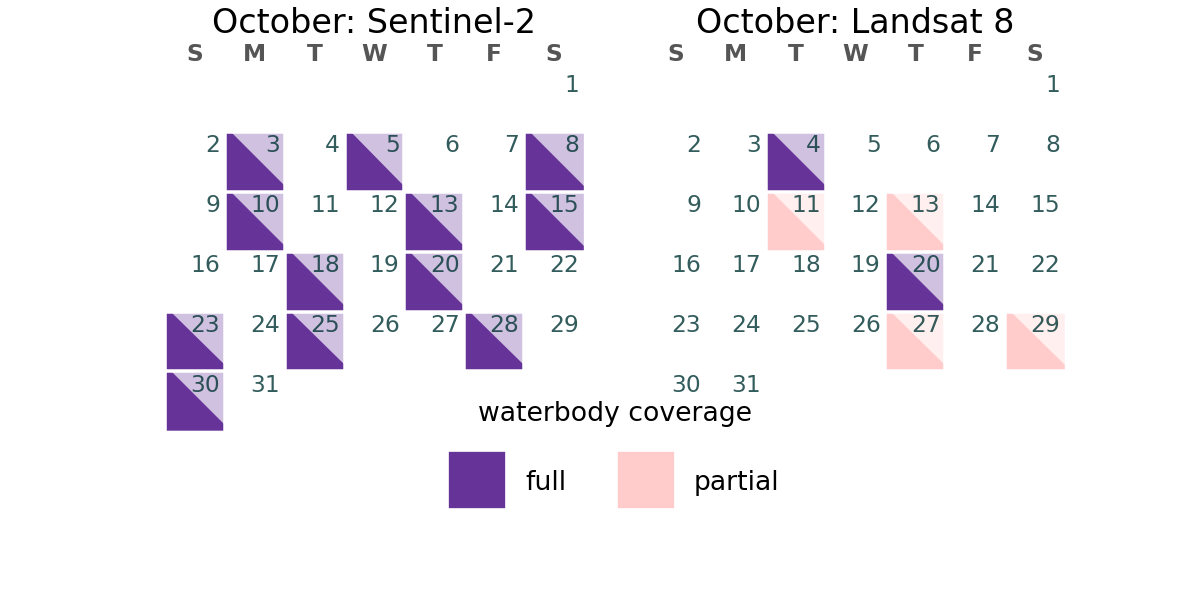 October: Sentinel-2
S M T W T F S
1
2 3 4 5 6 7 8
9 10 11 12 13 14 15
16 17 18 19 20 21 22
23 24 25 26 27 28 29
30 31
October: Landsat 8
S M T W T F S
1
2 3 4 5 6 7 8
9 10 11 12 13 14 15
16 17 18 19 20 21 22
23 24 25 26 27 28 29
30 31
waterbody coverage
full partial